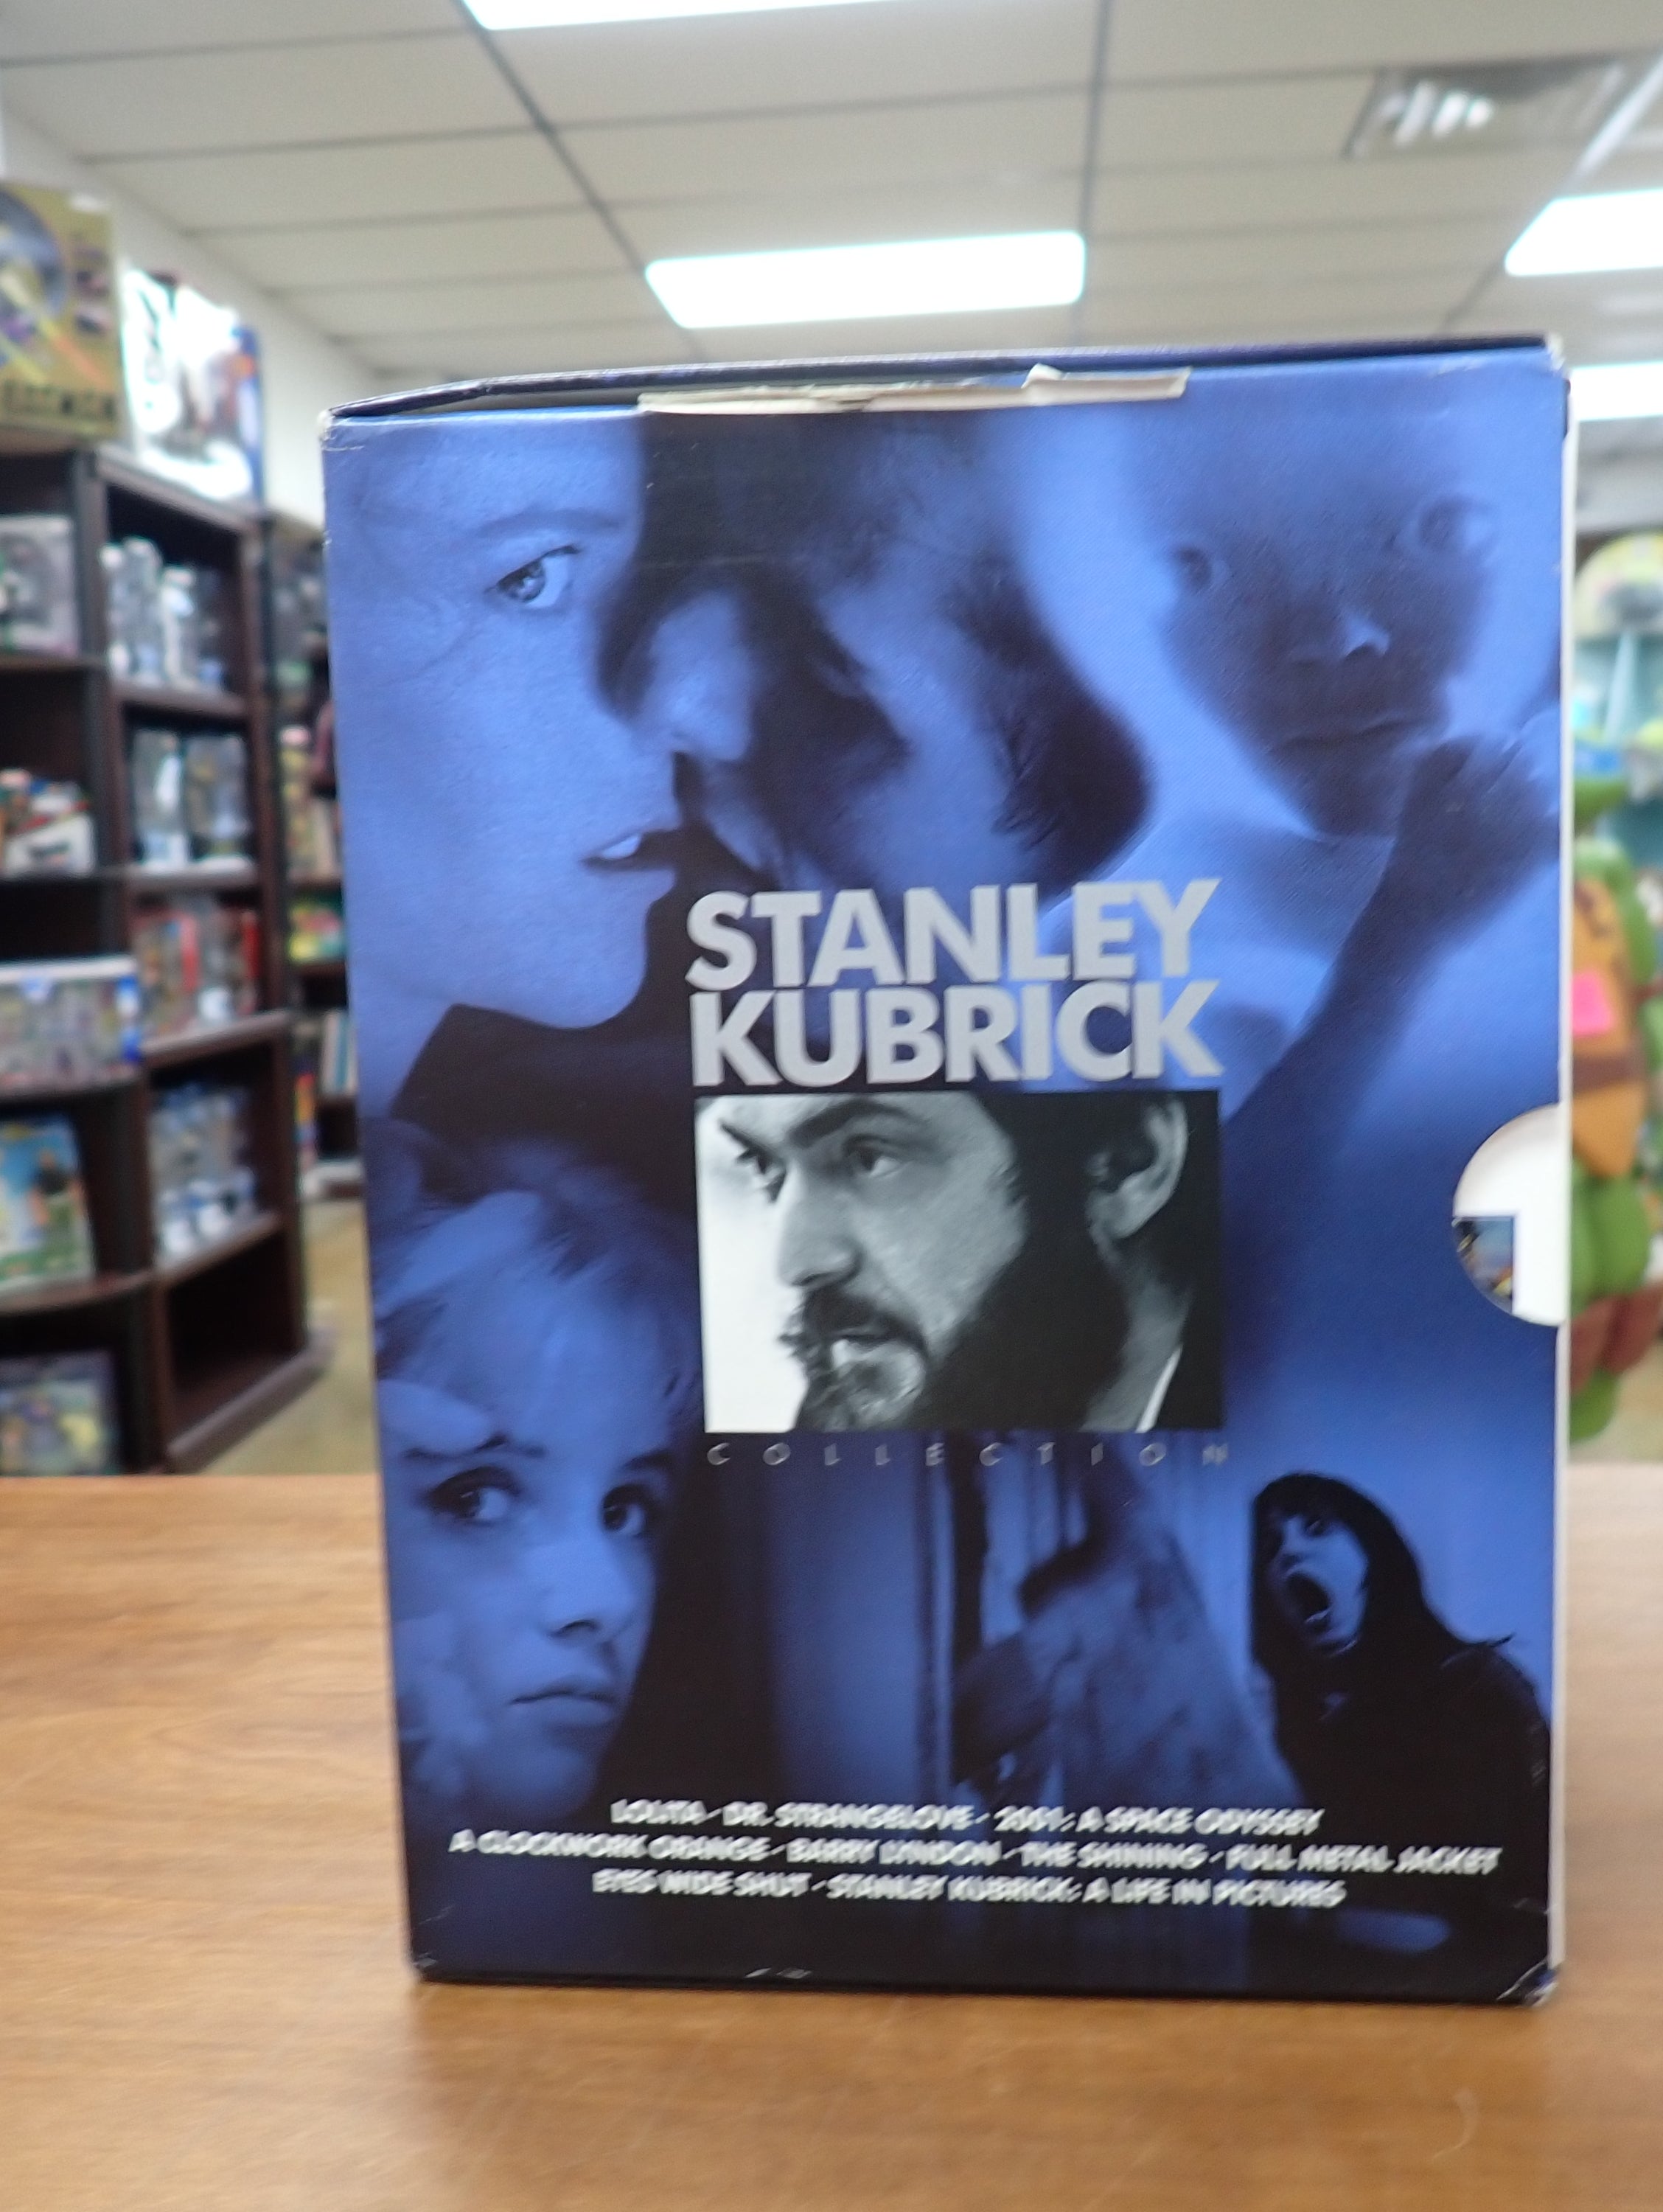 STANLEY
KUBRICK
COLLECTION
LOLITA · DR. STRANGELOVE · 2001: A SPACE ODYSSEY
A CLOCKWORK ORANGE · BARRY LYNDON · THE SHINING · FULL METAL JACKET
EYES WIDE SHUT · STANLEY KUBRICK: A LIFE IN PICTURES